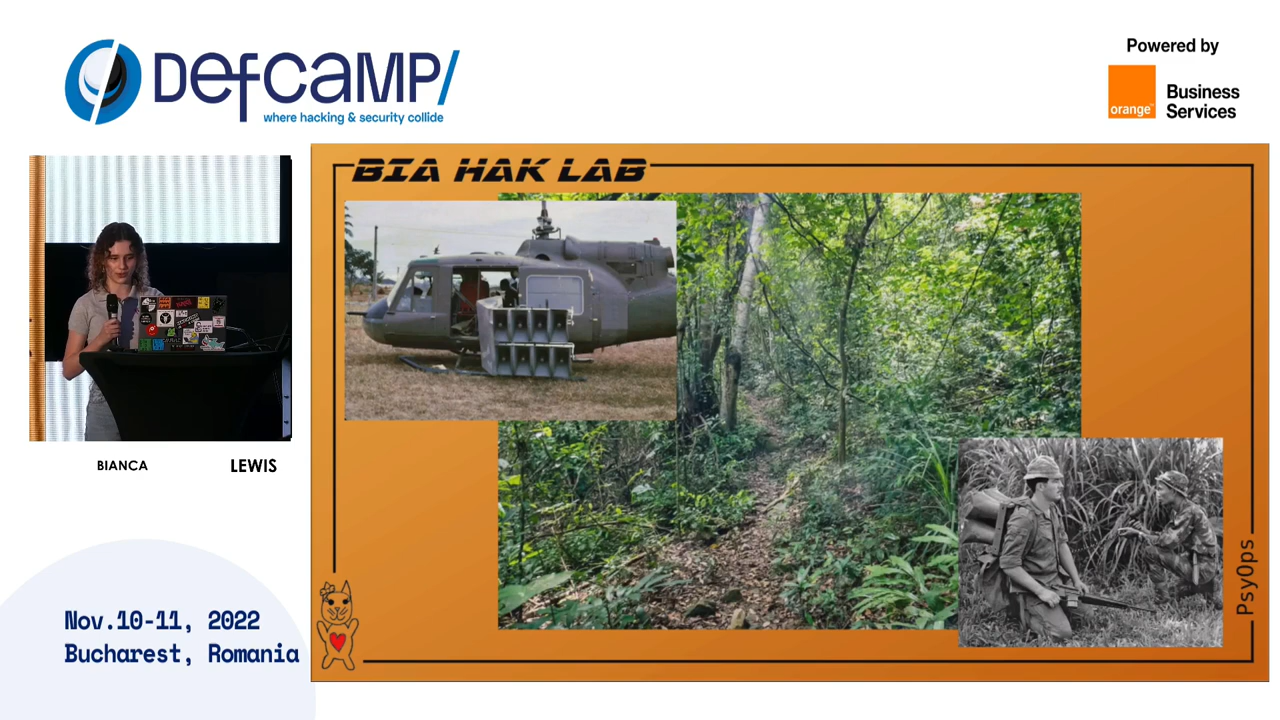 DefCamp/
where hacking & security collide
Powered by
orange™
Business
Services
BIA HAK LAB
BIANCA LEWIS
PsyOps
Nov.10-11, 2022
Bucharest, Romania